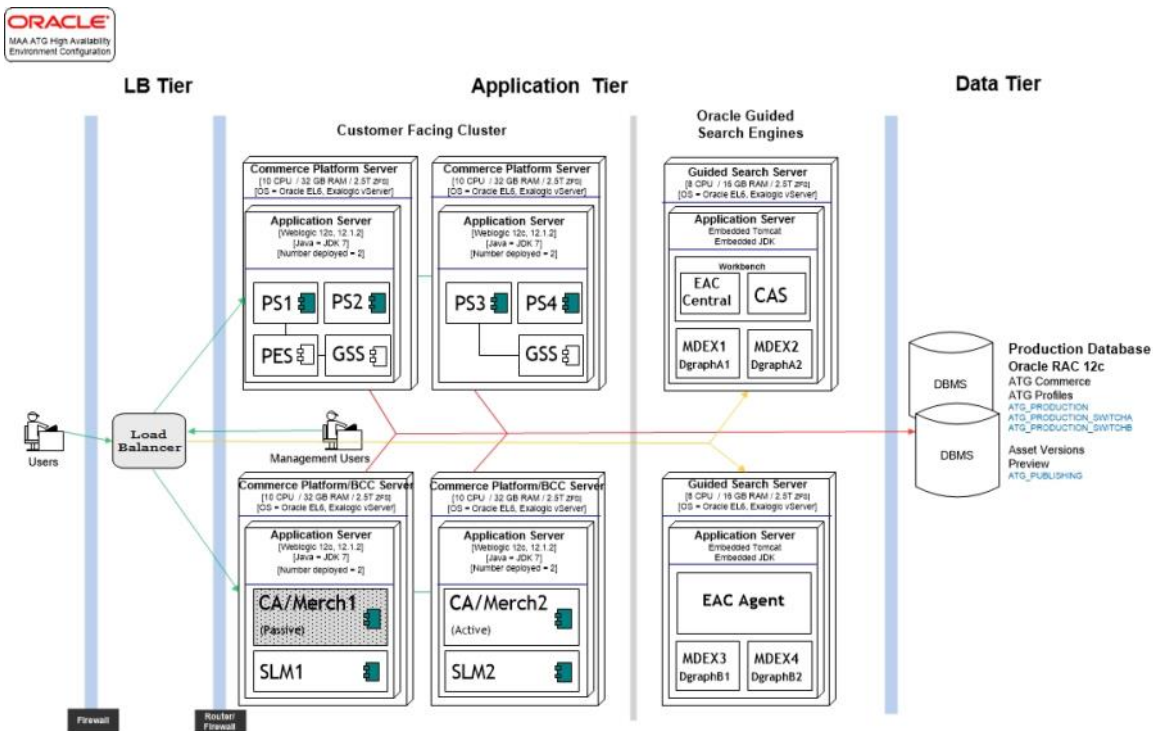 ORACLE®
MAA ATG High Availability
Environment Configuration
LB Tier
Application Tier
Data Tier
Customer Facing Cluster
Oracle Guided
Search Engines
Commerce Platform Server
[10 CPU / 32 GB RAM / 2.5T ZFS]
[OS = Oracle EL6, Exalogic vServer]
Application Server
[Weblogic 12c, 12.1.2]
[Java = JDK 7]
[Number deployed = 2]
PS1
PS2
PES
GSS
Commerce Platform Server
[10 CPU / 32 GB RAM / 2.5T ZFS]
[OS = Oracle EL6, Exalogic vServer]
Application Server
[Weblogic 12c, 12.1.2]
[Java = JDK 7]
[Number deployed = 2]
PS3
PS4
GSS
Guided Search Server
[8 CPU / 16 GB RAM / 2.5T ZFS]
[OS = Oracle EL6, Exalogic vServer]
Application Server
Embedded Tomcat
Embedded JDK
Workbench
EAC
Central
CAS
MDEX1
DgraphA1
MDEX2
DgraphA2
Users
Load
Balancer
Management Users
DBMS
DBMS
Production Database
Oracle RAC 12c
ATG Commerce
ATG Profiles
ATG_PRODUCTION
ATG_PRODUCTION_SWITCHA
ATG_PRODUCTION_SWITCHB
Asset Versions
Preview
ATG_PUBLISHING
Commerce Platform/BCC Server
[10 CPU / 32 GB RAM / 2.5T ZFS]
[OS = Oracle EL6, Exalogic vServer]
Application Server
[Weblogic 12c, 12.1.2]
[Java = JDK 7]
[Number deployed = 2]
CA/Merch1
(Passive)
SLM1
Commerce Platform/BCC Server
[10 CPU / 32 GB RAM / 2.5T ZFS]
[OS = Oracle EL6, Exalogic vServer]
Application Server
[Weblogic 12c, 12.1.2]
[Java = JDK 7]
[Number deployed = 2]
CA/Merch2
(Active)
SLM2
Guided Search Server
[8 CPU / 16 GB RAM / 2.5T ZFS]
[OS = Oracle EL6, Exalogic vServer]
Application Server
Embedded Tomcat
Embedded JDK
EAC Agent
MDEX3
DgraphB1
MDEX4
DgraphB2
Firewall
Router/
Firewall